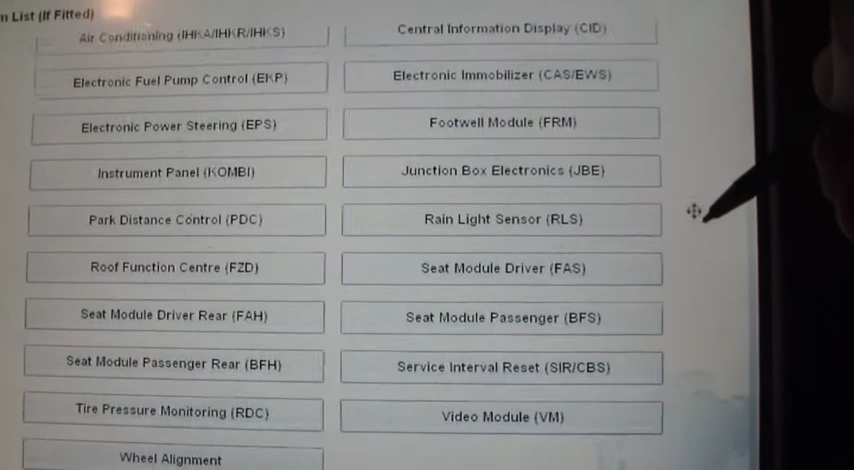 n List (If Fitted)
Air Conditioning (IHKA/IHKR/IHKS)
Central Information Display (CID)
Electronic Fuel Pump Control (EKP)
Electronic Immobilizer (CAS/EWS)
Electronic Power Steering (EPS)
Footwell Module (FRM)
Instrument Panel (KOMBI)
Junction Box Electronics (JBE)
Park Distance Control (PDC)
Rain Light Sensor (RLS)
Roof Function Centre (FZD)
Seat Module Driver (FAS)
Seat Module Driver Rear (FAH)
Seat Module Passenger (BFS)
Seat Module Passenger Rear (BFH)
Service Interval Reset (SIR/CBS)
Tire Pressure Monitoring (RDC)
Video Module (VM)
Wheel Alignment